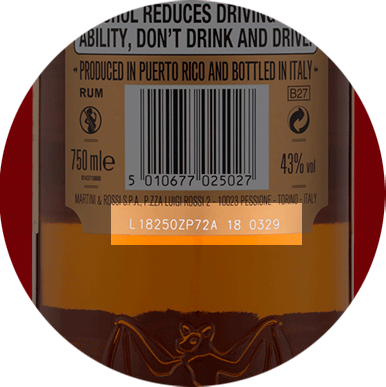 ALCOHOL REDUCES DRIVING
ABILITY, DON'T DRINK AND DRIVE!
PRODUCED IN PUERTO RICO AND BOTTLED IN ITALY
RUM
B27
750 ml e
43% vol
5 010677 025027
MARTINI & ROSSI S.P.A., P.ZZA LUIGI ROSSI 2 - 10023 PESSIONE - TORINO - ITALY
L18250ZP72A 18 0329